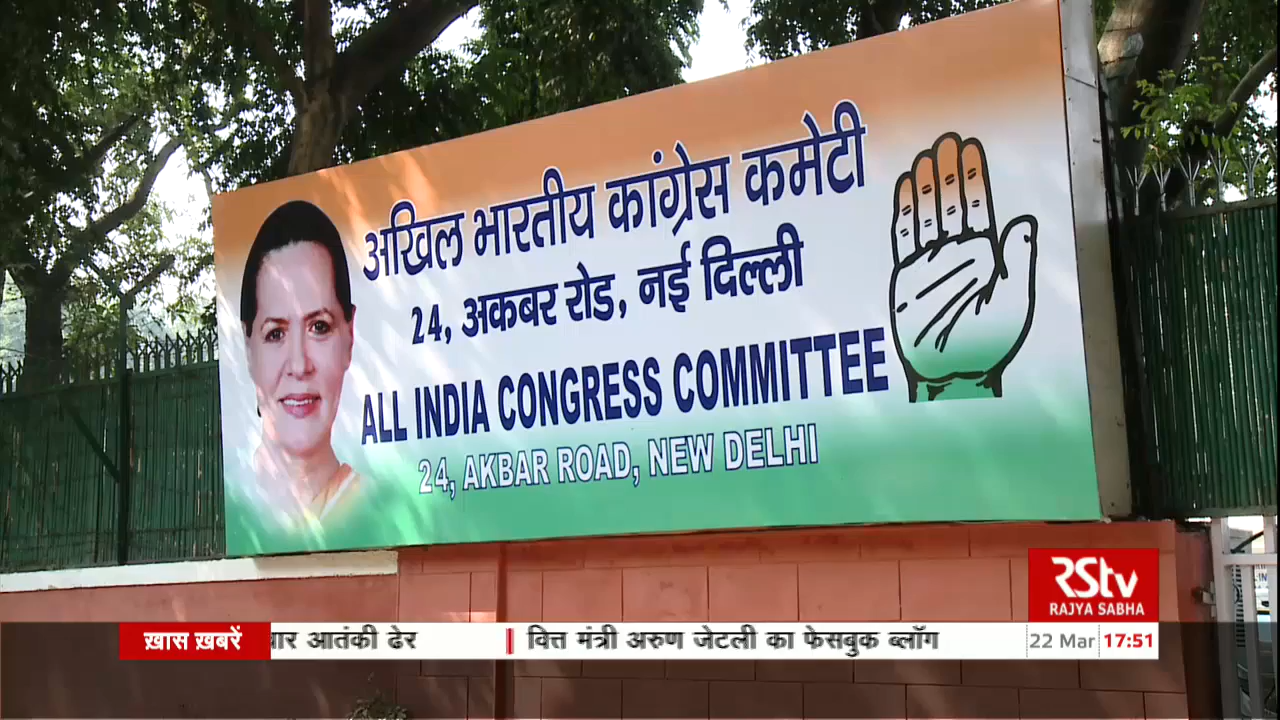 अखिल भारतीय कांग्रेस कमेटी
24, अकबर रोड, नई दिल्ली
ALL INDIA CONGRESS COMMITTEE
24, AKBAR ROAD, NEW DELHI
RStv
RAJYA SABHA
ख़ास ख़बरें
आतंकी ढेर | वित्त मंत्री अरुण जेटली का फेसबुक ब्लॉग
22 Mar 17:51